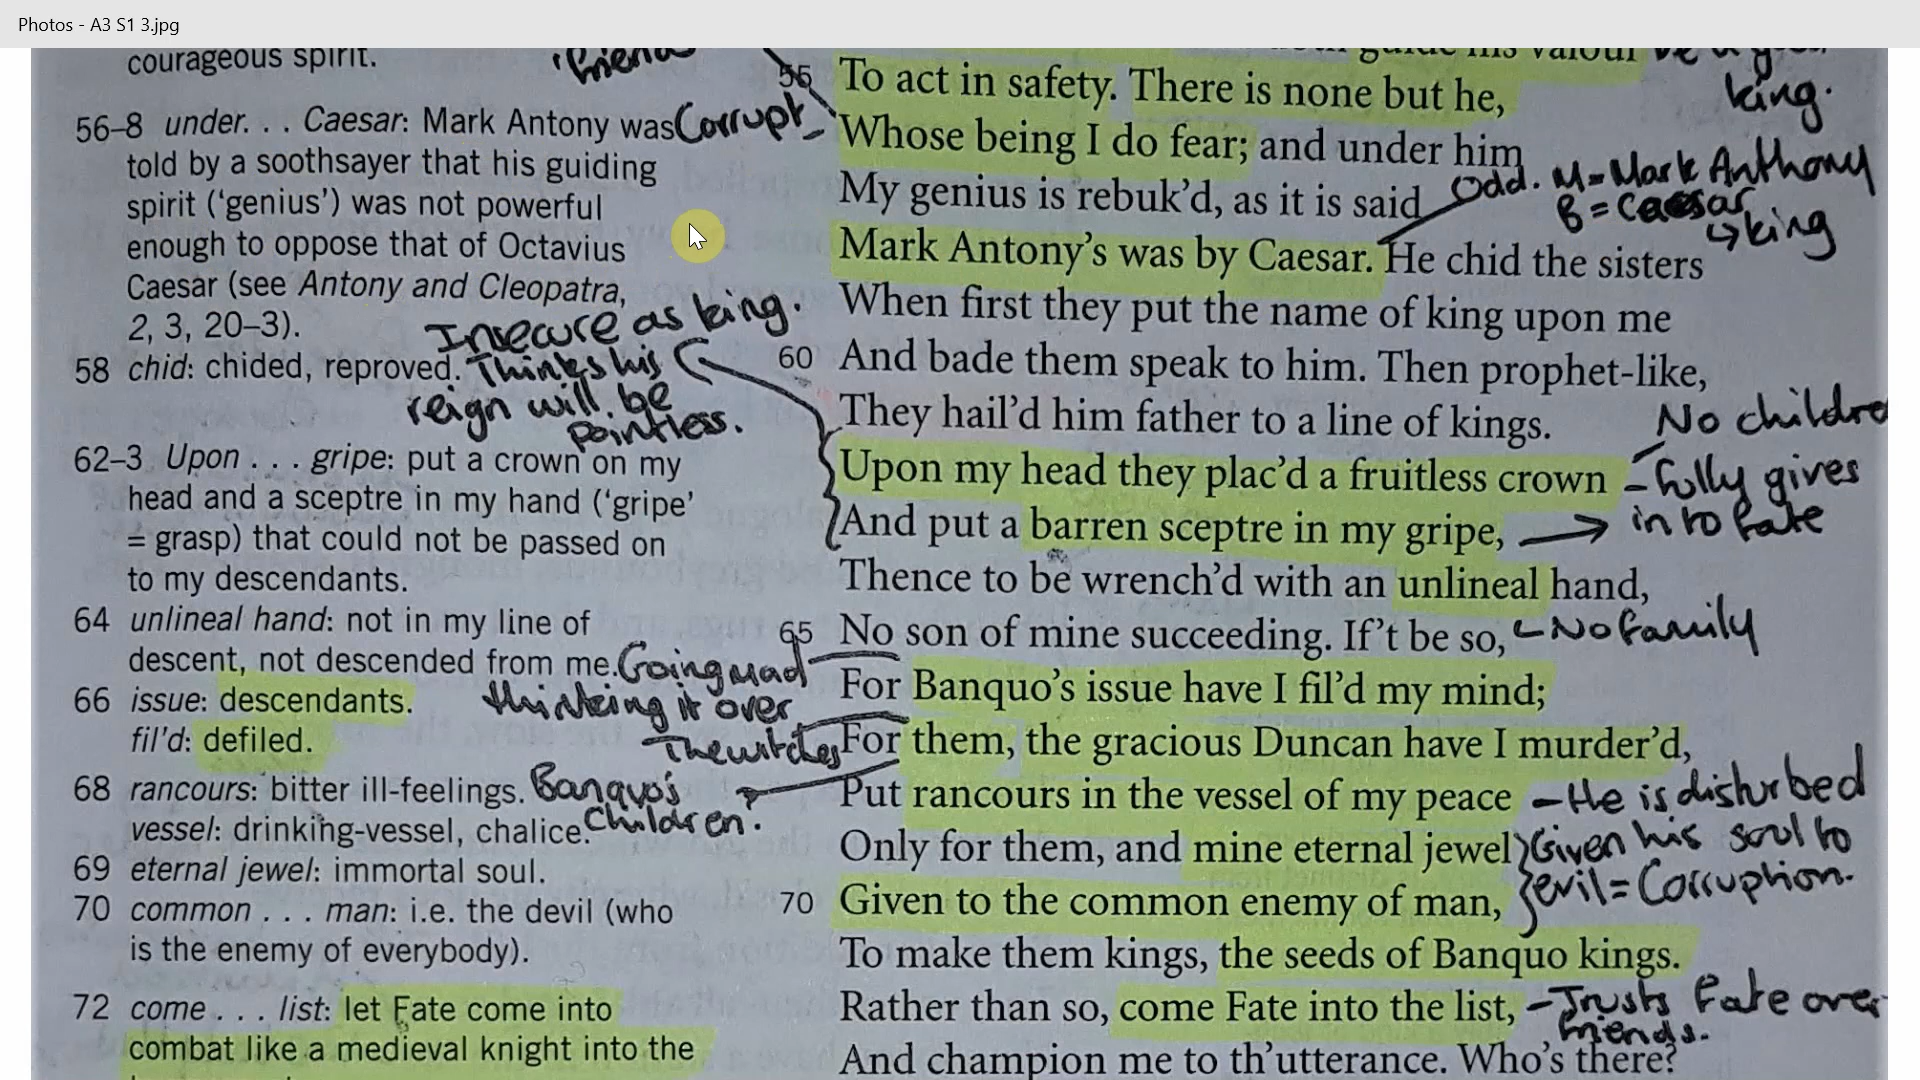 Photos - A3 S1 3.jpg
courageous spirit.
friend
56–8 under. . . Caesar: Mark Antony was
told by a soothsayer that his guiding
spirit (‘genius’) was not powerful
enough to oppose that of Octavius
Caesar (see Antony and Cleopatra,
2, 3, 20–3).
Corrupt
58 chid: chided, reproved.
Insecure as king.
Thinks his
reign will be
pointless.
62–3 Upon . . . gripe: put a crown on my
head and a sceptre in my hand (‘gripe’
= grasp) that could not be passed on
to my descendants.
64 unlineal hand: not in my line of
descent, not descended from me.
66 issue: descendants.
fil’d: defiled.
Going mad
thinking it over
The witches
68 rancours: bitter ill-feelings.
vessel: drinking-vessel, chalice.
Banquo's
children.
69 eternal jewel: immortal soul.
70 common . . . man: i.e. the devil (who
is the enemy of everybody).
72 come . . . list: let Fate come into
combat like a medieval knight into the
guide his valour
king.
55 To act in safety. There is none but he,
Whose being I do fear; and under him
My genius is rebuk’d, as it is said
Odd. M=Mark Anthony
B = Caesar
↳king
Mark Antony’s was by Caesar. He chid the sisters
When first they put the name of king upon me
60 And bade them speak to him. Then prophet-like,
They hail’d him father to a line of kings.
No childre
Upon my head they plac’d a fruitless crown
– fully gives
into fate
And put a barren sceptre in my gripe,
Thence to be wrench’d with an unlineal hand,
65 No son of mine succeeding. If’t be so,
No family
For Banquo’s issue have I fil’d my mind;
For them, the gracious Duncan have I murder’d,
Put rancours in the vessel of my peace
– He is disturbed
Only for them, and mine eternal jewel
Given his soul to
evil = Corruption.
70 Given to the common enemy of man,
To make them kings, the seeds of Banquo kings.
Rather than so, come Fate into the list,
– Trusts fate over
friends.
And champion me to th’utterance. Who’s there?